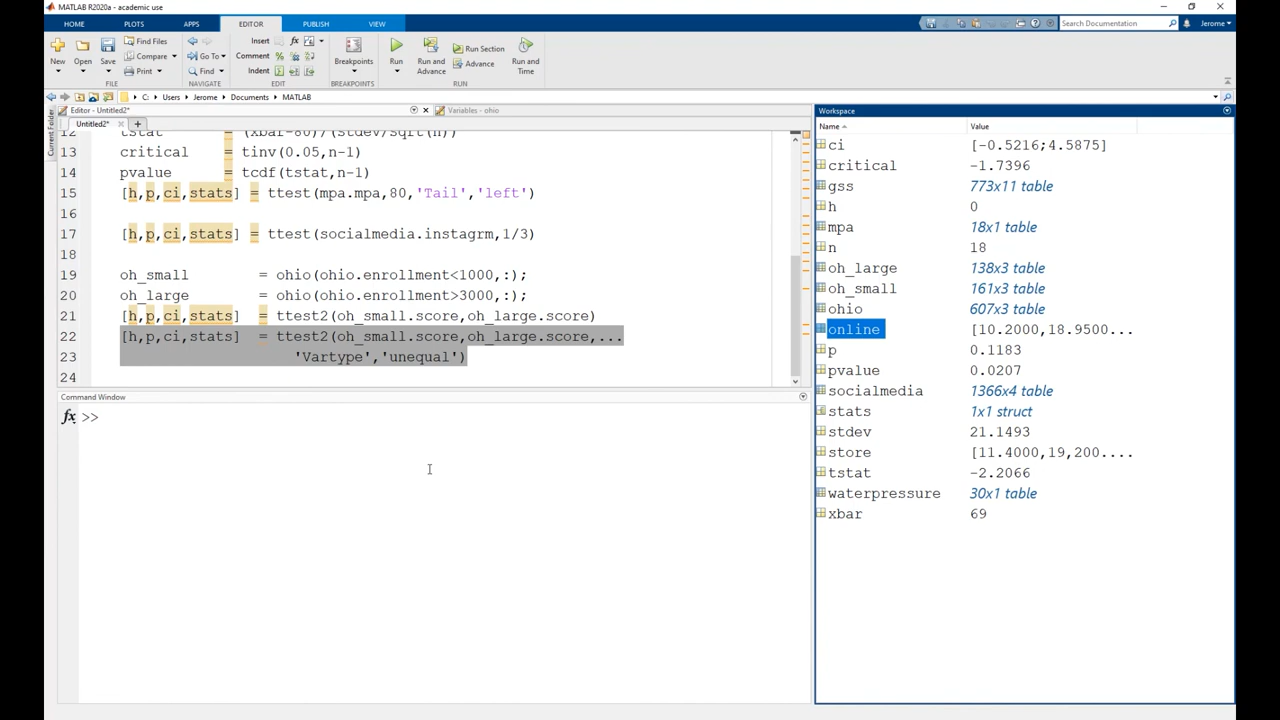 MATLAB R2020a - academic use
HOME PLOTS APPS EDITOR PUBLISH VIEW
Search Documentation
Jerome
New Open Save
Find Files
Compare
Print
Go To
Find
Insert
Comment
Indent
Breakpoints
Run
Run and Advance
Run Section
Advance
Run and Time
FILE NAVIGATE EDIT BREAKPOINTS RUN
C: Users Jerome Documents MATLAB
Current Folder
Editor - Untitled2*
Variables - ohio
Untitled2*
12 tstat = (xbar-80)/(stdev/sqrt(n))
13 critical = tinv(0.05,n-1)
14 pvalue = tcdf(tstat,n-1)
15 [h,p,ci,stats] = ttest(mpa.mpa,80,'Tail','left')
16
17 [h,p,ci,stats] = ttest(socialmedia.instagrm,1/3)
18
19 oh_small = ohio(ohio.enrollment<1000,:);
20 oh_large = ohio(ohio.enrollment>3000,:);
21 [h,p,ci,stats] = ttest2(oh_small.score,oh_large.score)
22 [h,p,ci,stats] = ttest2(oh_small.score,oh_large.score,...
23 'Vartype','unequal')
24
Command Window
fx >>
Workspace
Name Value
ci [-0.5216;4.5875]
critical -1.7396
gss 773x11 table
h 0
mpa 18x1 table
n 18
oh_large 138x3 table
oh_small 161x3 table
ohio 607x3 table
online [10.2000,18.9500...
p 0.1183
pvalue 0.0207
socialmedia 1366x4 table
stats 1x1 struct
stdev 21.1493
store [11.4000,19,200....
tstat -2.2066
waterpressure 30x1 table
xbar 69